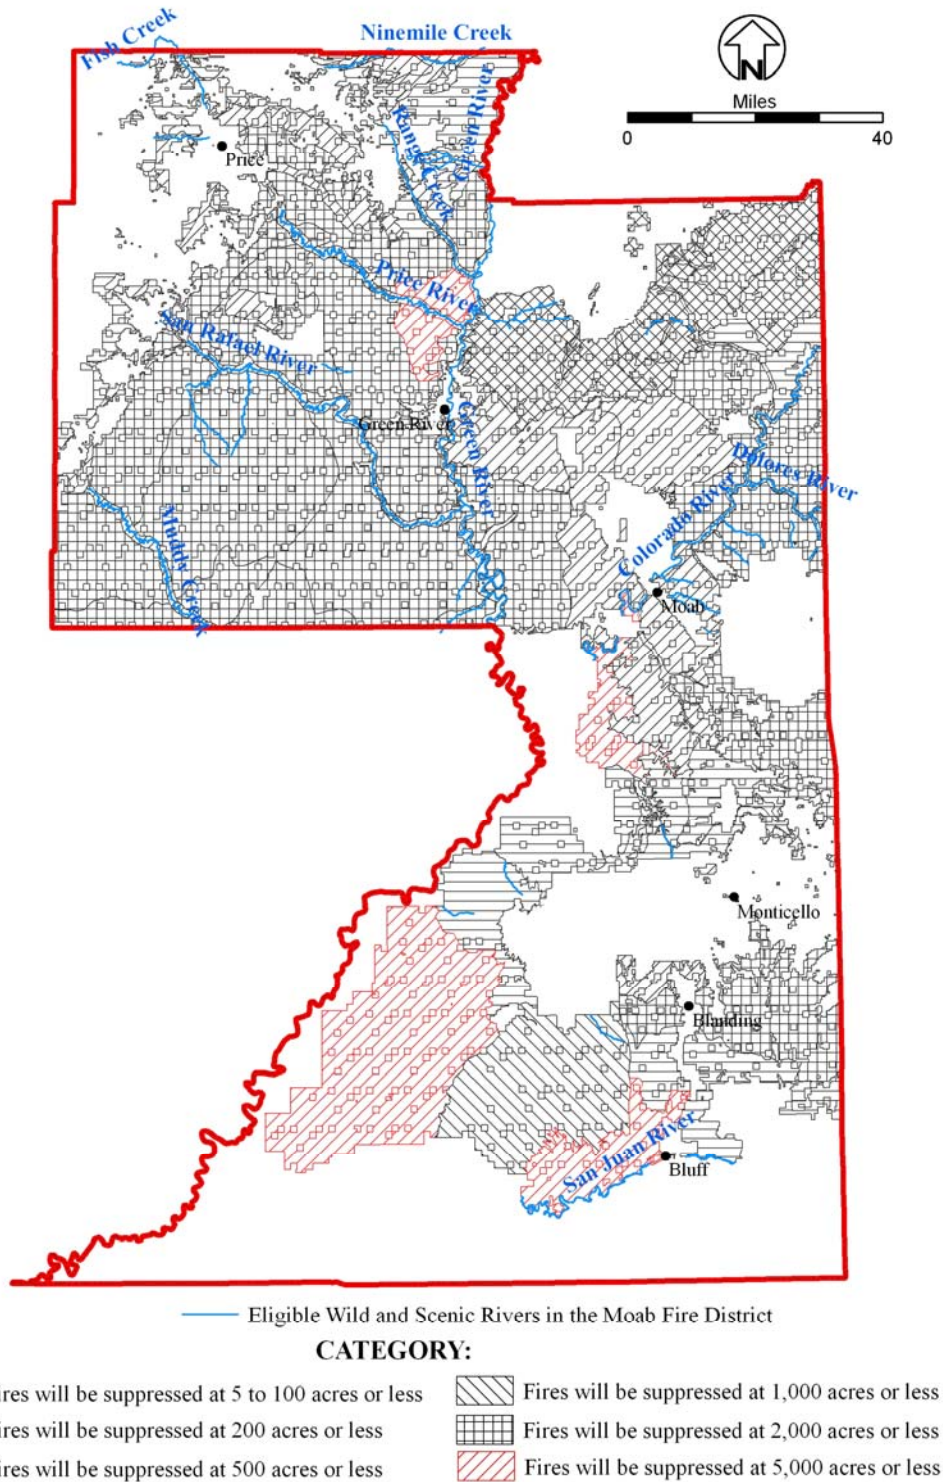 Fish Creek
Ninemile Creek
N
Miles
0 40
Range Creek
Green River
Price
Price River
San Rafael River
Green River
Green River
Dolores River
Colorado River
Muddy Creek
Moab
Monticello
Blanding
San Juan River
Bluff
Eligible Wild and Scenic Rivers in the Moab Fire District
CATEGORY:
ires will be suppressed at 5 to 100 acres or less
Fires will be suppressed at 1,000 acres or less
ires will be suppressed at 200 acres or less
Fires will be suppressed at 2,000 acres or less
ires will be suppressed at 500 acres or less
Fires will be suppressed at 5,000 acres or less